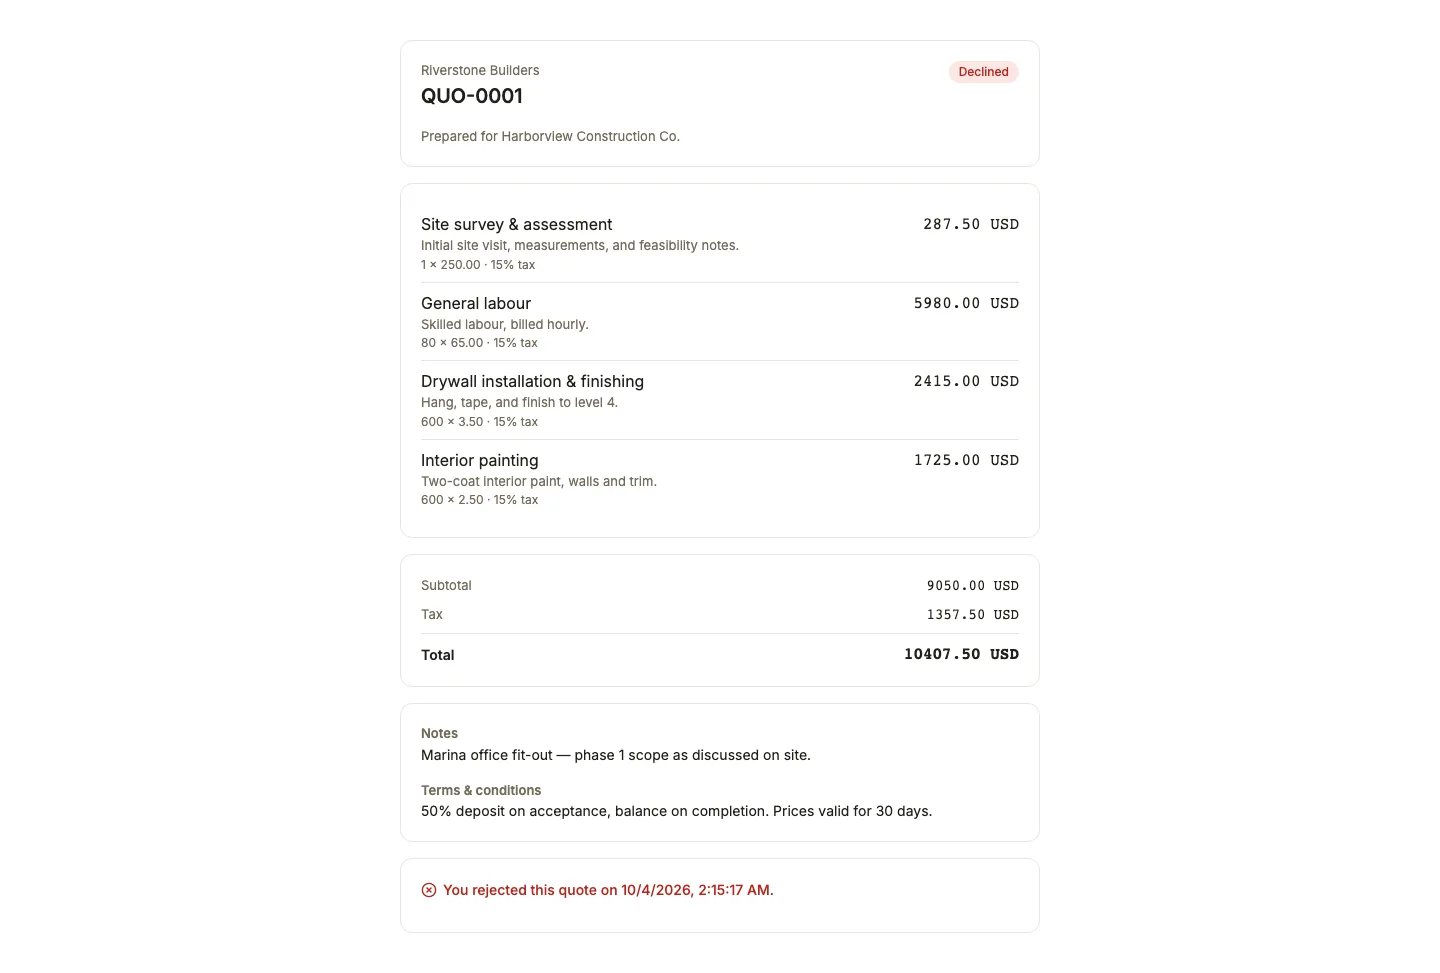 Riverstone Builders
Declined
QUO-0001
Prepared for Harborview Construction Co.
Site survey & assessment 287.50 USD
Initial site visit, measurements, and feasibility notes.
1 × 250.00 · 15% tax
General labour 5980.00 USD
Skilled labour, billed hourly.
80 × 65.00 · 15% tax
Drywall installation & finishing 2415.00 USD
Hang, tape, and finish to level 4.
600 × 3.50 · 15% tax
Interior painting 1725.00 USD
Two-coat interior paint, walls and trim.
600 × 2.50 · 15% tax
Subtotal 9050.00 USD
Tax 1357.50 USD
Total 10407.50 USD
Notes
Marina office fit-out — phase 1 scope as discussed on site.
Terms & conditions
50% deposit on acceptance, balance on completion. Prices valid for 30 days.
You rejected this quote on 10/4/2026, 2:15:17 AM.